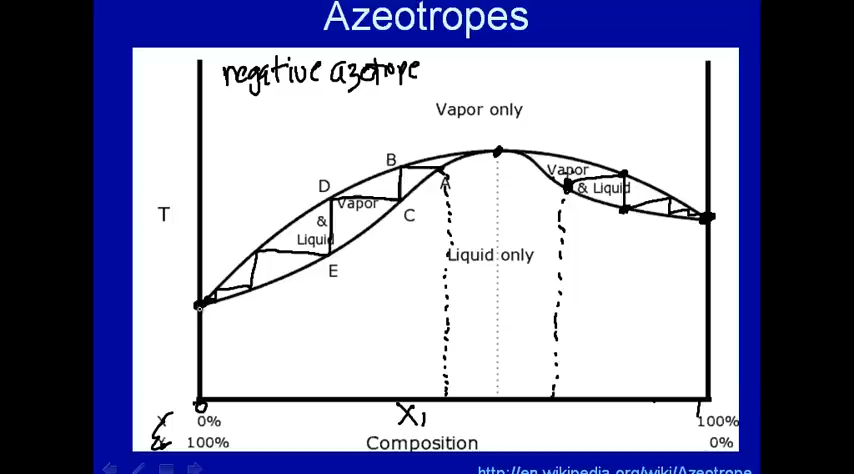 Azeotropes
negative azetrope
Vapor only
B
A
D
Vapor
&
Liquid
C
E
Vapor
& Liquid
T
Liquid only
X 0%
X₁
100%
100%
Composition
0%
http://en.wikipedia.org/wiki/Azeotrope